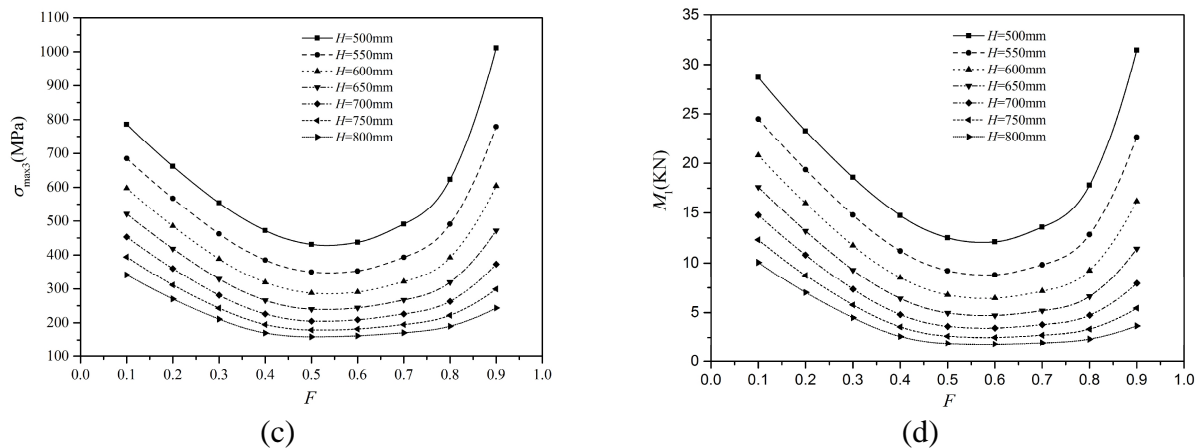 1100
1000
900
800
700
600
500
400
300
200
100
σmax3(MPa)
H=500mm
H=550mm
H=600mm
H=650mm
H=700mm
H=750mm
H=800mm
0.0 0.1 0.2 0.3 0.4 0.5 0.6 0.7 0.8 0.9 1.0
F
(c)
35
30
25
20
15
10
5
0
M1(KN)
H=500mm
H=550mm
H=600mm
H=650mm
H=700mm
H=750mm
H=800mm
0.0 0.1 0.2 0.3 0.4 0.5 0.6 0.7 0.8 0.9 1.0
F
(d)